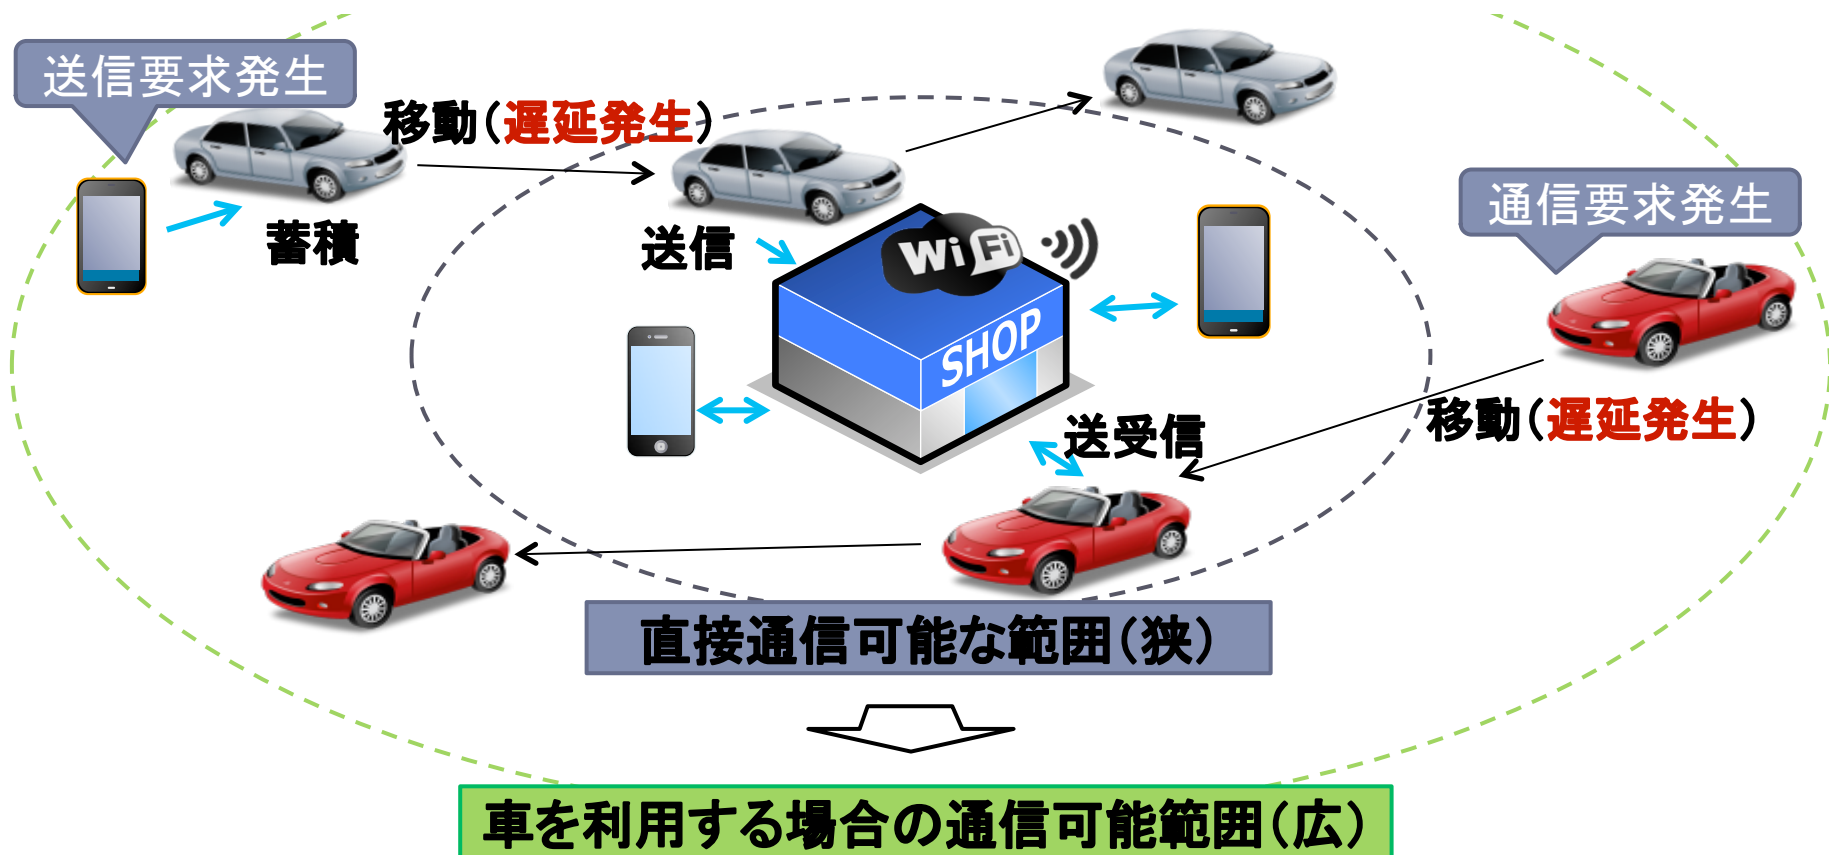 送信要求発生
移動（遅延発生）
通信要求発生
蓄積
送信
WiFi
SHOP
移動（遅延発生）
送受信
直接通信可能な範囲（狭）
車を利用する場合の通信可能範囲（広）